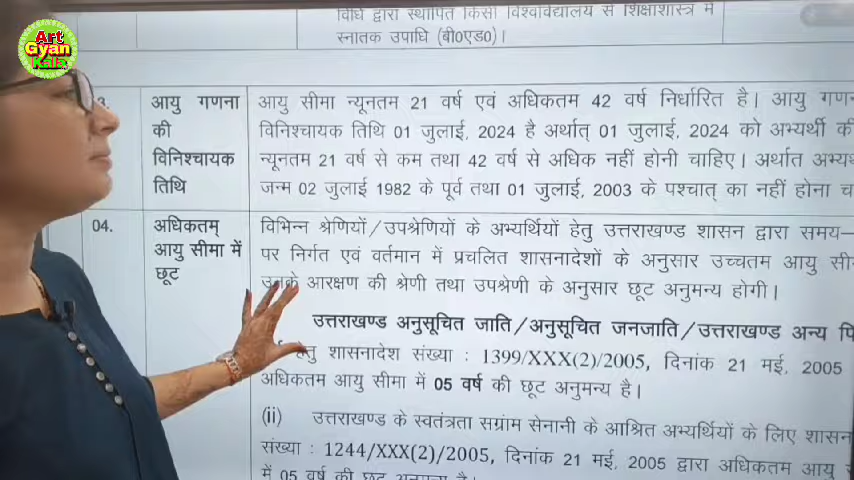 विधि द्वारा स्थापित किसी विश्वविद्यालय से शिक्षाशास्त्र में
स्नातक उपाधि (बी0एड0)।
Art
Gyan
Kala
3.
आयु गणना
की
विनिश्चायक
तिथि
आयु सीमा न्यूनतम 21 वर्ष एवं अधिकतम 42 वर्ष निर्धारित है। आयु गणन
विनिश्चायक तिथि 01 जुलाई, 2024 है अर्थात् 01 जुलाई, 2024 को अभ्यर्थी की
न्यूनतम 21 वर्ष से कम तथा 42 वर्ष से अधिक नहीं होनी चाहिए। अर्थात अभ्यर्थ
जन्म 02 जुलाई 1982 के पूर्व तथा 01 जुलाई, 2003 के पश्चात् का नहीं होना च
04.
अधिकतम्
आयु सीमा में
छूट
विभिन्न श्रेणियों/उपश्रेणियों के अभ्यर्थियों हेतु उत्तराखण्ड शासन द्वारा समय–
पर निर्गत एवं वर्तमान में प्रचलित शासनादेशों के अनुसार उच्चतम आयु सी
उनके आरक्षण की श्रेणी तथा उपश्रेणी के अनुसार छूट अनुमन्य होगी।
उत्तराखण्ड अनुसूचित जाति/अनुसूचित जनजाति/उत्तराखण्ड अन्य पि
हेतु शासनादेश संख्या : 1399/XXX(2)/2005, दिनांक 21 मई, 2005
अधिकतम आयु सीमा में 05 वर्ष की छूट अनुमन्य है।
(ii) उत्तराखण्ड के स्वतंत्रता सग्राम सेनानी के आश्रित अभ्यर्थियों के लिए शासन
संख्या : 1244/XXX(2)/2005, दिनांक 21 मई, 2005 द्वारा अधिकतम आयु
में 05 वर्ष की छूट अनुमन्य है।